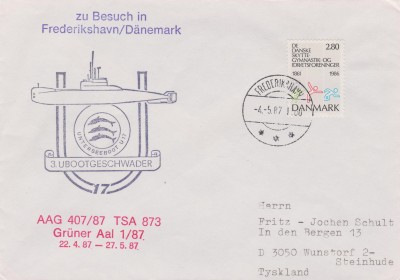 zu Besuch in
Frederikshavn/Dänemark
DE
DANSKE
SKYTTE
GYMNASTIK-OG
IDRÆTSFORENINGER
1861 1986
2.80
DANMARK
FREDERIKSHAVN
-4.-5.87
UNTERSEEBOOT U17
3.UBOOTGESCHWADER
17
AAG 407/87 TSA 873
Grüner Aal 1/87
22.4.87 — 27.5.87
Herrn
Fritz - Jochen Schult
In den Bergen 13
D 3050 Wunstorf 2-
Steinhude
Tyskland